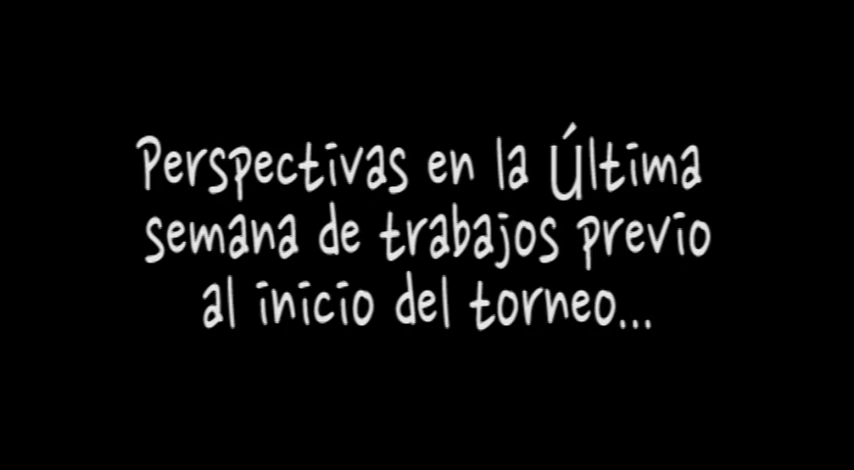 Perspectivas en la Última
semana de trabajos previo
al inicio del torneo...